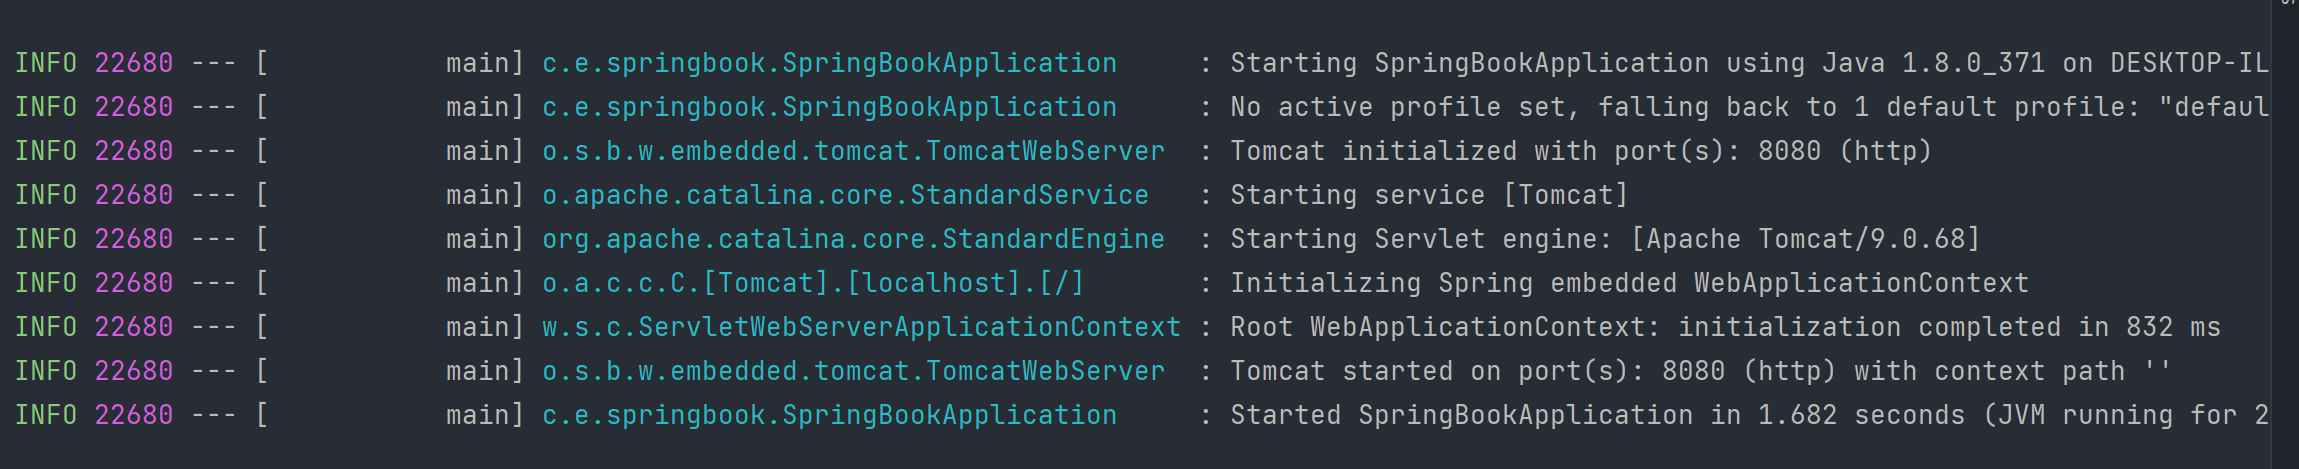 INFO 22680 --- [           main] c.e.springbook.SpringBookApplication     : Starting SpringBookApplication using Java 1.8.0_371 on DESKTOP-IL
INFO 22680 --- [           main] c.e.springbook.SpringBookApplication     : No active profile set, falling back to 1 default profile: "defaul
INFO 22680 --- [           main] o.s.b.w.embedded.tomcat.TomcatWebServer  : Tomcat initialized with port(s): 8080 (http)
INFO 22680 --- [           main] o.apache.catalina.core.StandardService   : Starting service [Tomcat]
INFO 22680 --- [           main] org.apache.catalina.core.StandardEngine  : Starting Servlet engine: [Apache Tomcat/9.0.68]
INFO 22680 --- [           main] o.a.c.c.C.[Tomcat].[localhost].[/]       : Initializing Spring embedded WebApplicationContext
INFO 22680 --- [           main] w.s.c.ServletWebServerApplicationContext : Root WebApplicationContext: initialization completed in 832 ms
INFO 22680 --- [           main] o.s.b.w.embedded.tomcat.TomcatWebServer  : Tomcat started on port(s): 8080 (http) with context path ''
INFO 22680 --- [           main] c.e.springbook.SpringBookApplication     : Started SpringBookApplication in 1.682 seconds (JVM running for 2